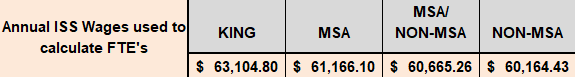 Annual ISS Wages used to
calculate FTE's
KING
MSA
MSA/
NON-MSA
NON-MSA
$ 63,104.80
$ 61,166.10
$ 60,665.26
$ 60,164.43